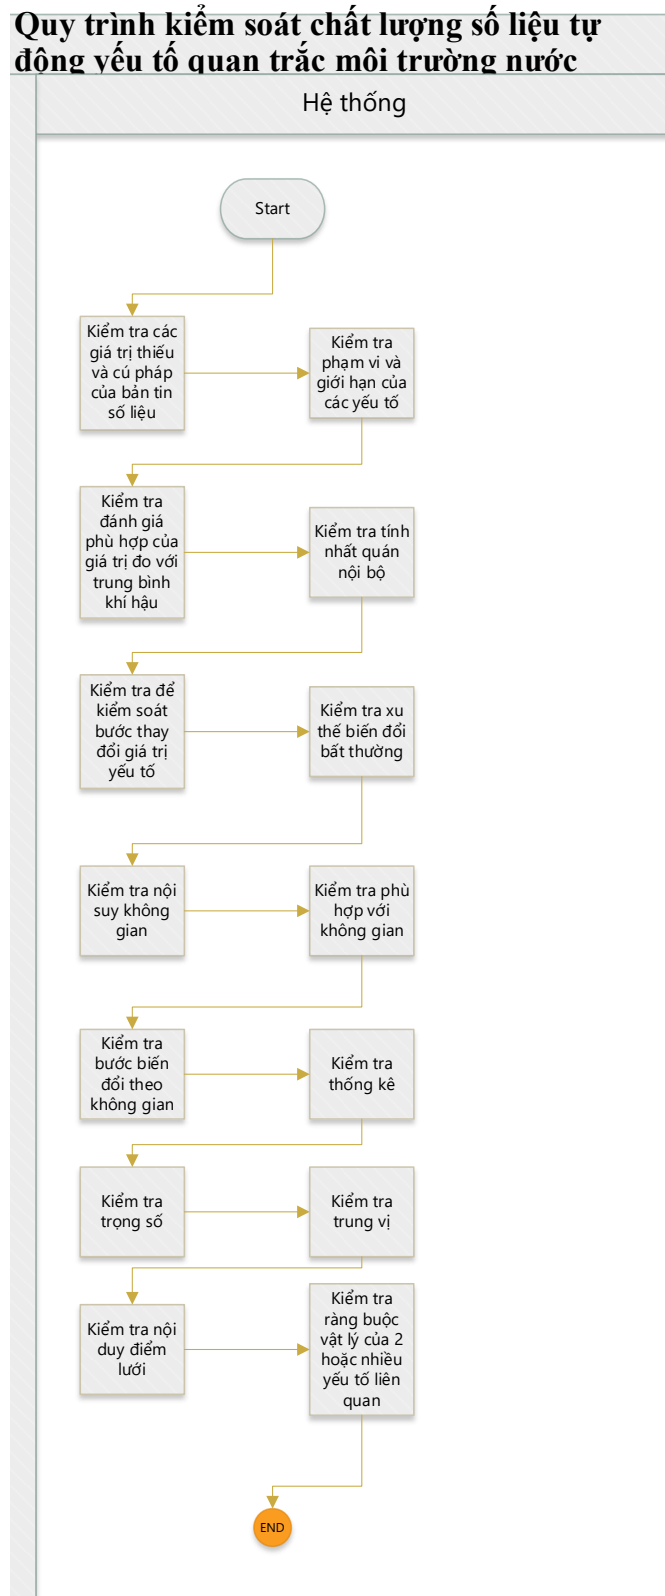 Quy trình kiểm soát chất lượng số liệu tự
động yếu tố quan trắc môi trường nước
Hệ thống
Start
Kiểm tra các
giá trị thiếu
và cú pháp
của bản tin
số liệu
Kiểm tra
phạm vi và
giới hạn của
các yếu tố
Kiểm tra
đánh giá
phù hợp của
giá trị đo với
trung bình
khí hậu
Kiểm tra tính
nhất quán
nội bộ
Kiểm tra để
kiểm soát
bước thay
đổi giá trị
yếu tố
Kiểm tra xu
thế biến đổi
bất thường
Kiểm tra nội
suy không
gian
Kiểm tra phù
hợp với
không gian
Kiểm tra
bước biến
đổi theo
không gian
Kiểm tra
thống kê
Kiểm tra
trọng số
Kiểm tra
trung vị
Kiểm tra nội
duy điểm
lưới
Kiểm tra
ràng buộc
vật lý của 2
hoặc nhiều
yếu tố liên
quan
END